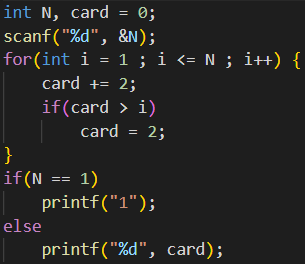 int N, card = 0;
scanf("%d", &N);
for(int i = 1 ; i <= N ; i++) {
    card += 2;
    if(card > i)
        card = 2;
}
if(N == 1)
    printf("1");
else
    printf("%d", card);